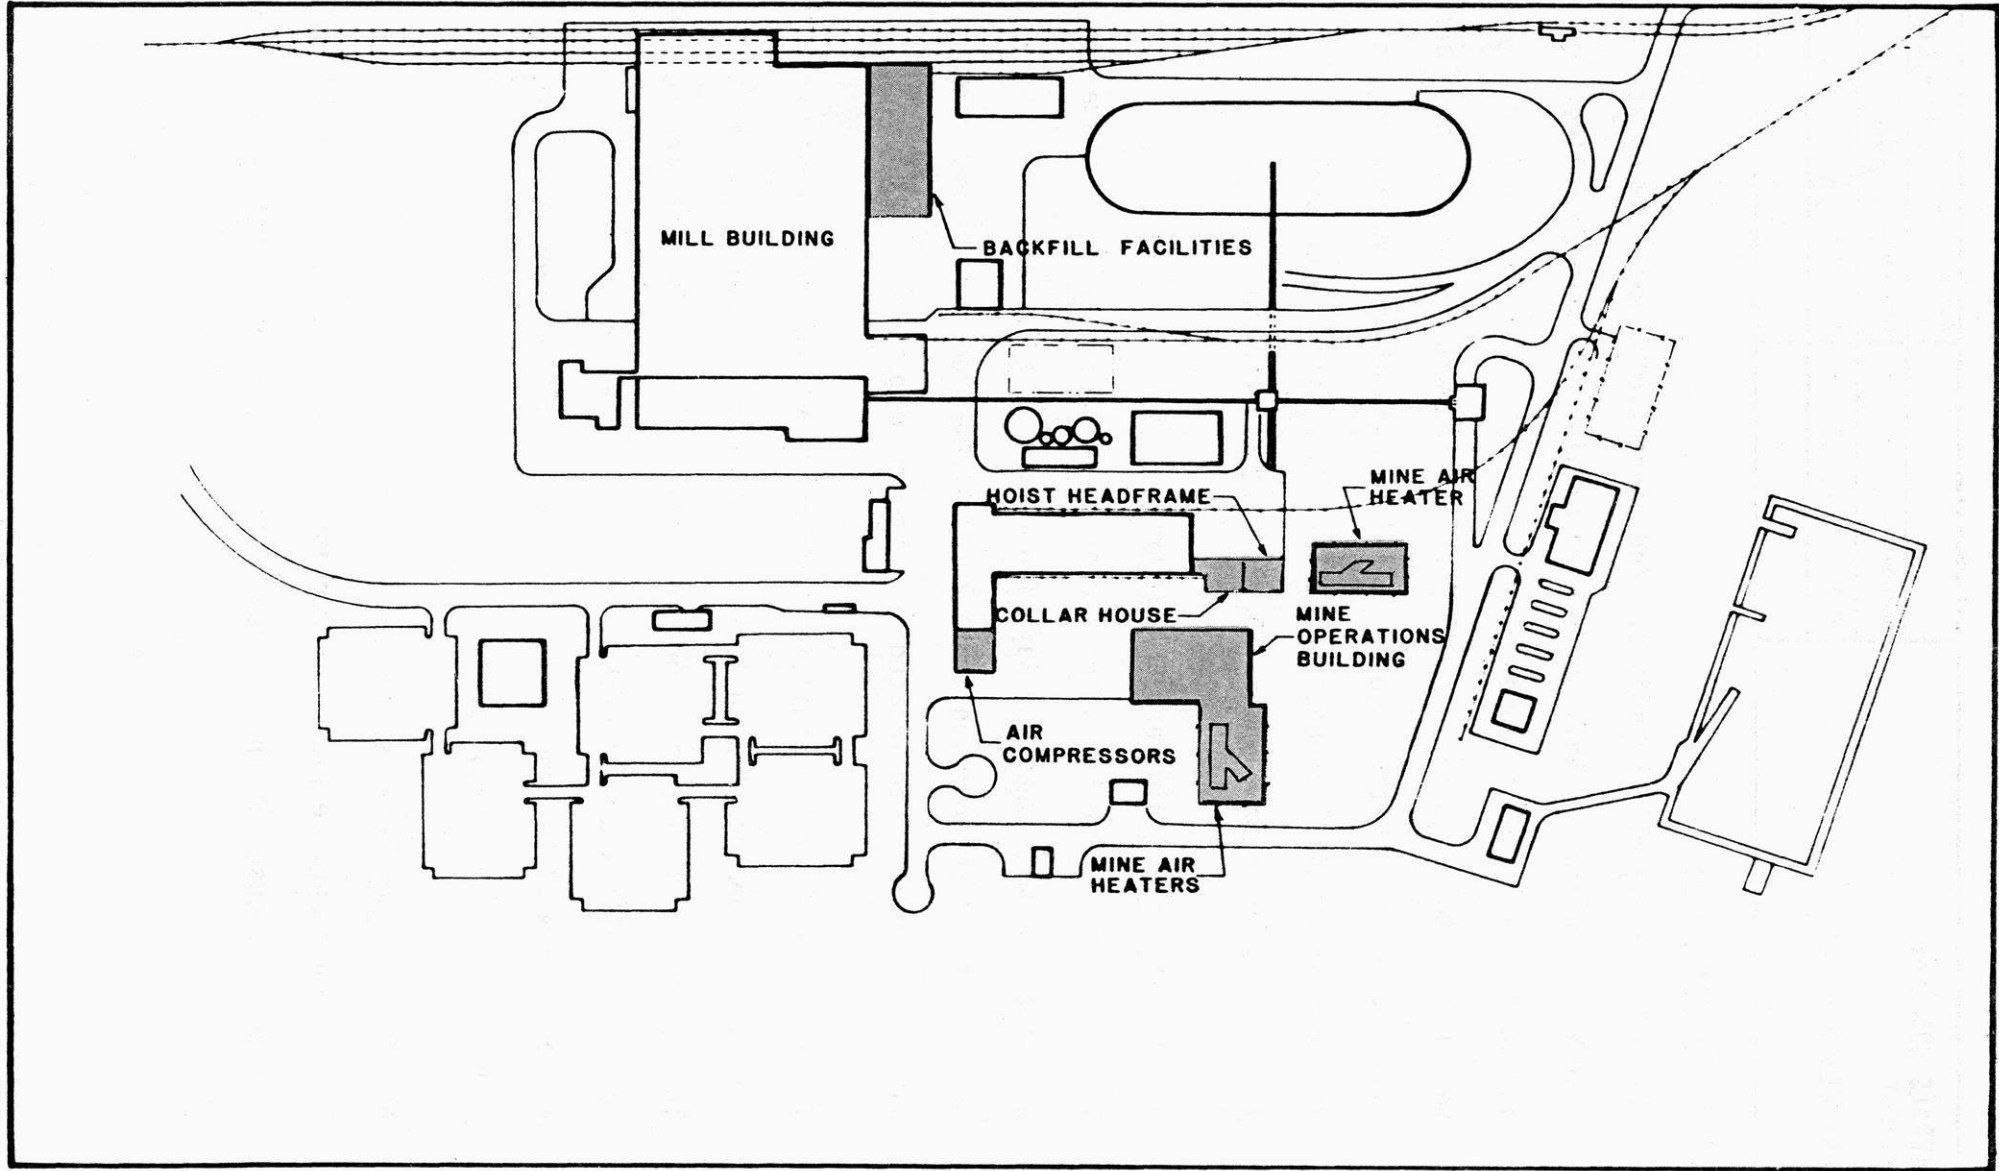 MILL BUILDING
BACKFILL FACILITIES
MINE AIR
HEATER
HOIST HEADFRAME
COLLAR HOUSE
MINE
OPERATIONS
BUILDING
AIR
COMPRESSORS
MINE AIR
HEATERS